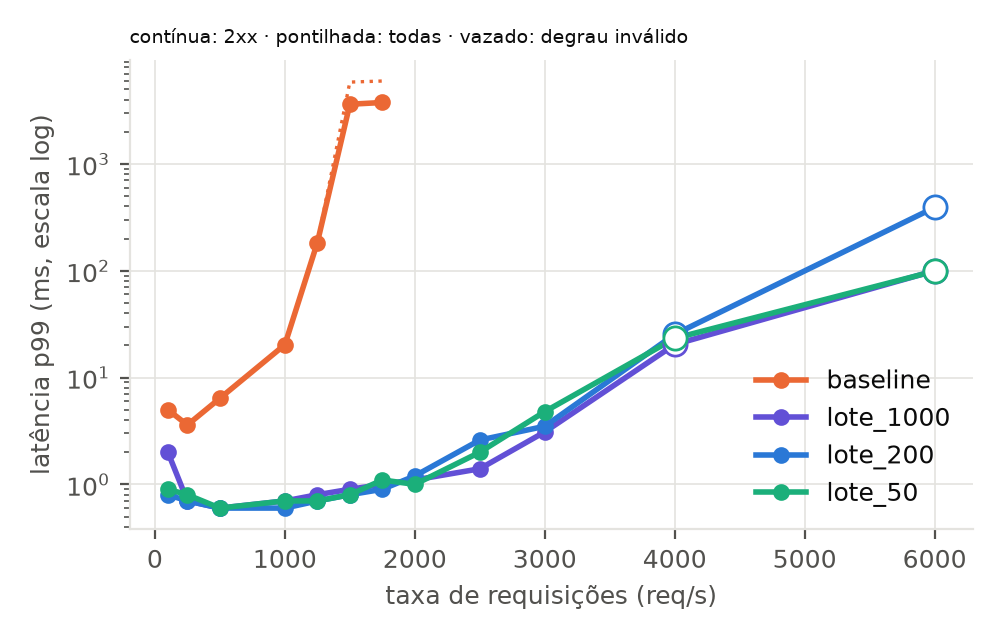 contínua: 2xx · pontilhada: todas · vazado: degrau inválido
latência p99 (ms, escala log)
10³
10²
10¹
10⁰
baseline
lote_1000
lote_200
lote_50
0 1000 2000 3000 4000 5000 6000
taxa de requisições (req/s)